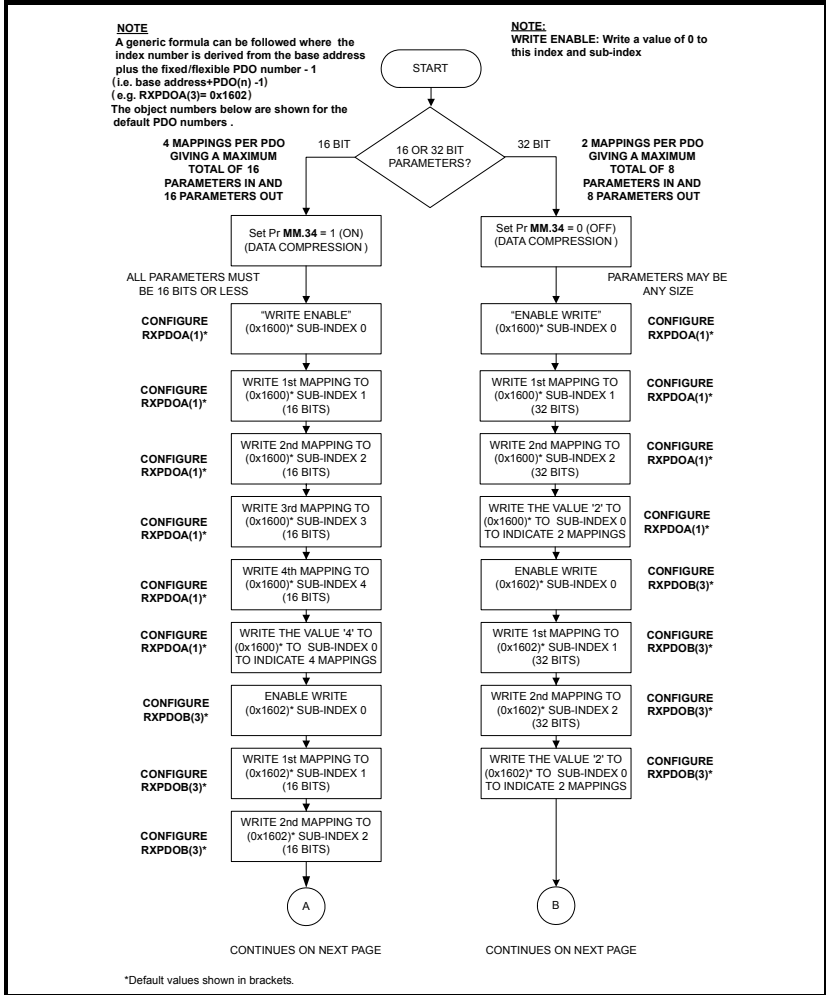 NOTE
A generic formula can be followed where the
index number is derived from the base address
plus the fixed/flexible PDO number - 1
(i.e. base address+PDO(n) -1)
(e.g. RXPDOA(3)= 0x1602)
The object numbers below are shown for the
default PDO numbers .
NOTE:
WRITE ENABLE: Write a value of 0 to
this index and sub-index
START
16 OR 32 BIT
PARAMETERS?
16 BIT
32 BIT
4 MAPPINGS PER PDO
GIVING A MAXIMUM
TOTAL OF 16
PARAMETERS IN AND
16 PARAMETERS OUT
2 MAPPINGS PER PDO
GIVING A MAXIMUM
TOTAL OF 8
PARAMETERS IN AND
8 PARAMETERS OUT
Set Pr MM.34 = 1 (ON)
(DATA COMPRESSION )
ALL PARAMETERS MUST
BE 16 BITS OR LESS
CONFIGURE
RXPDOA(1)*
"WRITE ENABLE"
(0x1600)* SUB-INDEX 0
CONFIGURE
RXPDOA(1)*
WRITE 1st MAPPING TO
(0x1600)* SUB-INDEX 1
(16 BITS)
CONFIGURE
RXPDOA(1)*
WRITE 2nd MAPPING TO
(0x1600)* SUB-INDEX 2
(16 BITS)
CONFIGURE
RXPDOA(1)*
WRITE 3rd MAPPING TO
(0x1600)* SUB-INDEX 3
(16 BITS)
CONFIGURE
RXPDOA(1)*
WRITE 4th MAPPING TO
(0x1600)* SUB-INDEX 4
(16 BITS)
CONFIGURE
RXPDOA(1)*
WRITE THE VALUE '4' TO
(0x1600)* TO SUB-INDEX 0
TO INDICATE 4 MAPPINGS
CONFIGURE
RXPDOB(3)*
ENABLE WRITE
(0x1602)* SUB-INDEX 0
CONFIGURE
RXPDOB(3)*
WRITE 1st MAPPING TO
(0x1602)* SUB-INDEX 1
(16 BITS)
CONFIGURE
RXPDOB(3)*
WRITE 2nd MAPPING TO
(0x1602)* SUB-INDEX 2
(16 BITS)
A
CONTINUES ON NEXT PAGE
Set Pr MM.34 = 0 (OFF)
(DATA COMPRESSION )
PARAMETERS MAY BE
ANY SIZE
"ENABLE WRITE"
(0x1600)* SUB-INDEX 0
CONFIGURE
RXPDOA(1)*
WRITE 1st MAPPING TO
(0x1600)* SUB-INDEX 1
(32 BITS)
CONFIGURE
RXPDOA(1)*
WRITE 2nd MAPPING TO
(0x1600)* SUB-INDEX 2
(32 BITS)
CONFIGURE
RXPDOA(1)*
WRITE THE VALUE '2' TO
(0x1600)* TO SUB-INDEX 0
TO INDICATE 2 MAPPINGS
CONFIGURE
RXPDOA(1)*
ENABLE WRITE
(0x1602)* SUB-INDEX 0
CONFIGURE
RXPDOB(3)*
WRITE 1st MAPPING TO
(0x1602)* SUB-INDEX 1
(32 BITS)
CONFIGURE
RXPDOB(3)*
WRITE 2nd MAPPING TO
(0x1602)* SUB-INDEX 2
(32 BITS)
CONFIGURE
RXPDOB(3)*
WRITE THE VALUE '2' TO
(0x1602)* TO SUB-INDEX 0
TO INDICATE 2 MAPPINGS
CONFIGURE
RXPDOB(3)*
B
CONTINUES ON NEXT PAGE
*Default values shown in brackets.